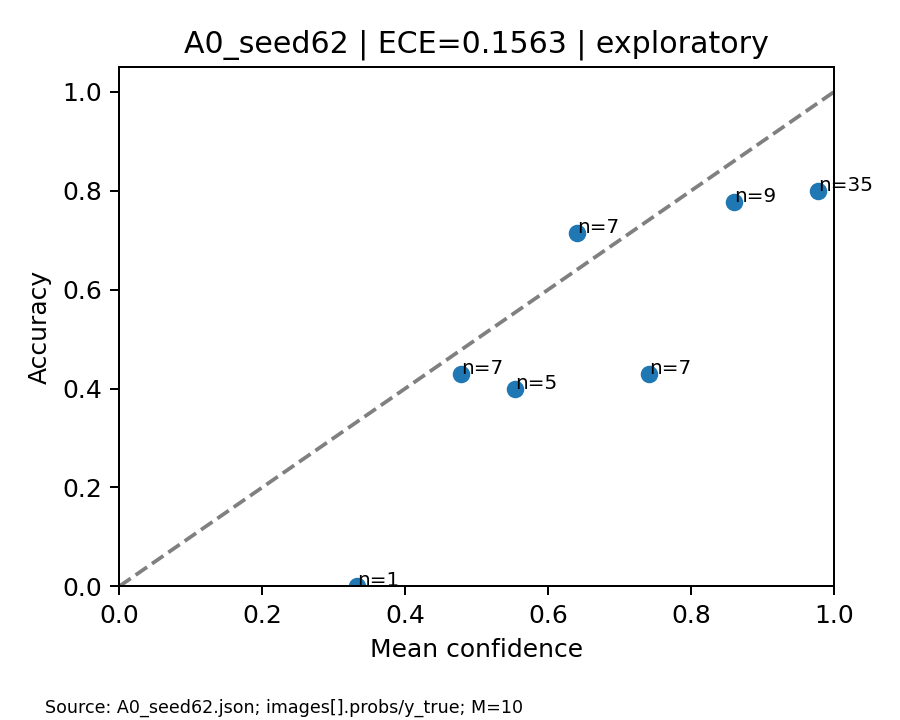 A0_seed62 | ECE=0.1563 | exploratory
1.0
0.8
0.6
0.4
0.2
0.0
n=35
n=9
n=7
n=7
n=5
n=7
n=1
0.0 0.2 0.4 0.6 0.8 1.0
Accuracy
Mean confidence
Source: A0_seed62.json; images[].probs/y_true; M=10